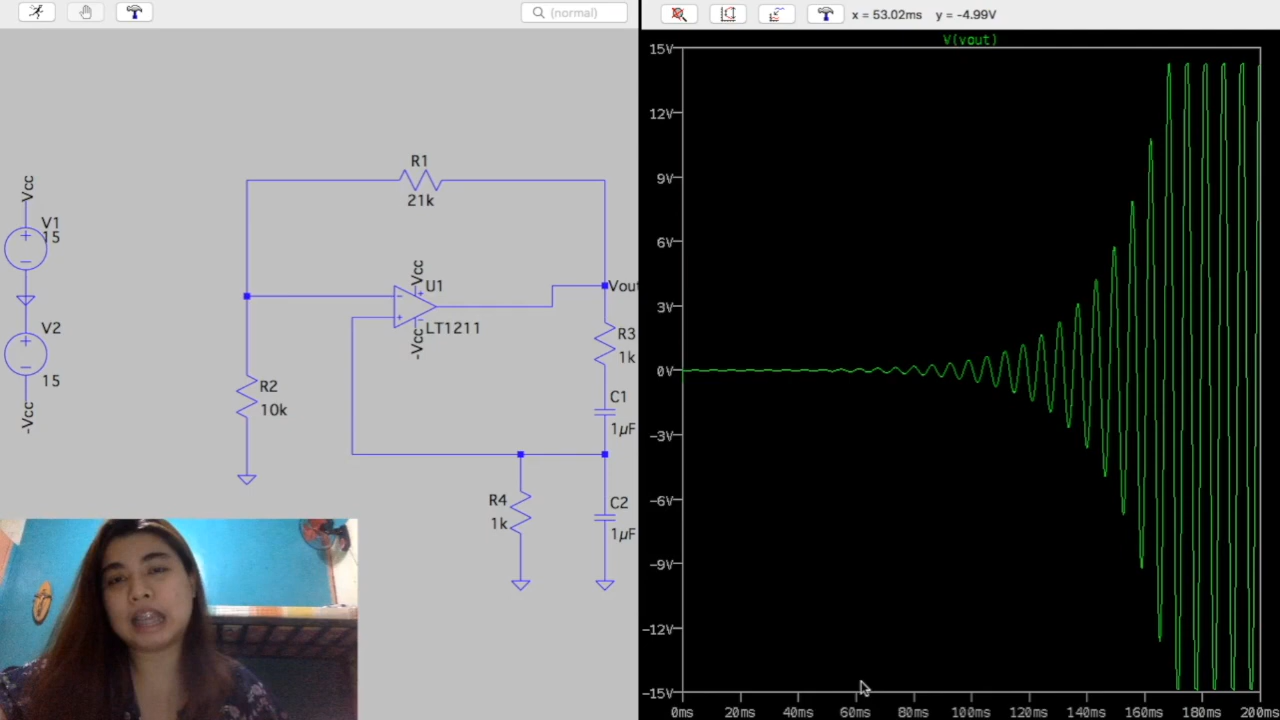 (normal)
x = 53.02ms y = -4.99V
V(vout)
Vcc
V1
15
V2
15
-Vcc
R1
21k
Vcc
U1
LT1211
-Vcc
Vou
R3
1k
C1
1µF
R2
10k
R4
1k
C2
1µF
15V
12V
9V
6V
3V
0V
-3V
-6V
-9V
-12V
-15V
0ms 20ms 40ms 60ms 80ms 100ms 120ms 140ms 160ms 180ms 200ms